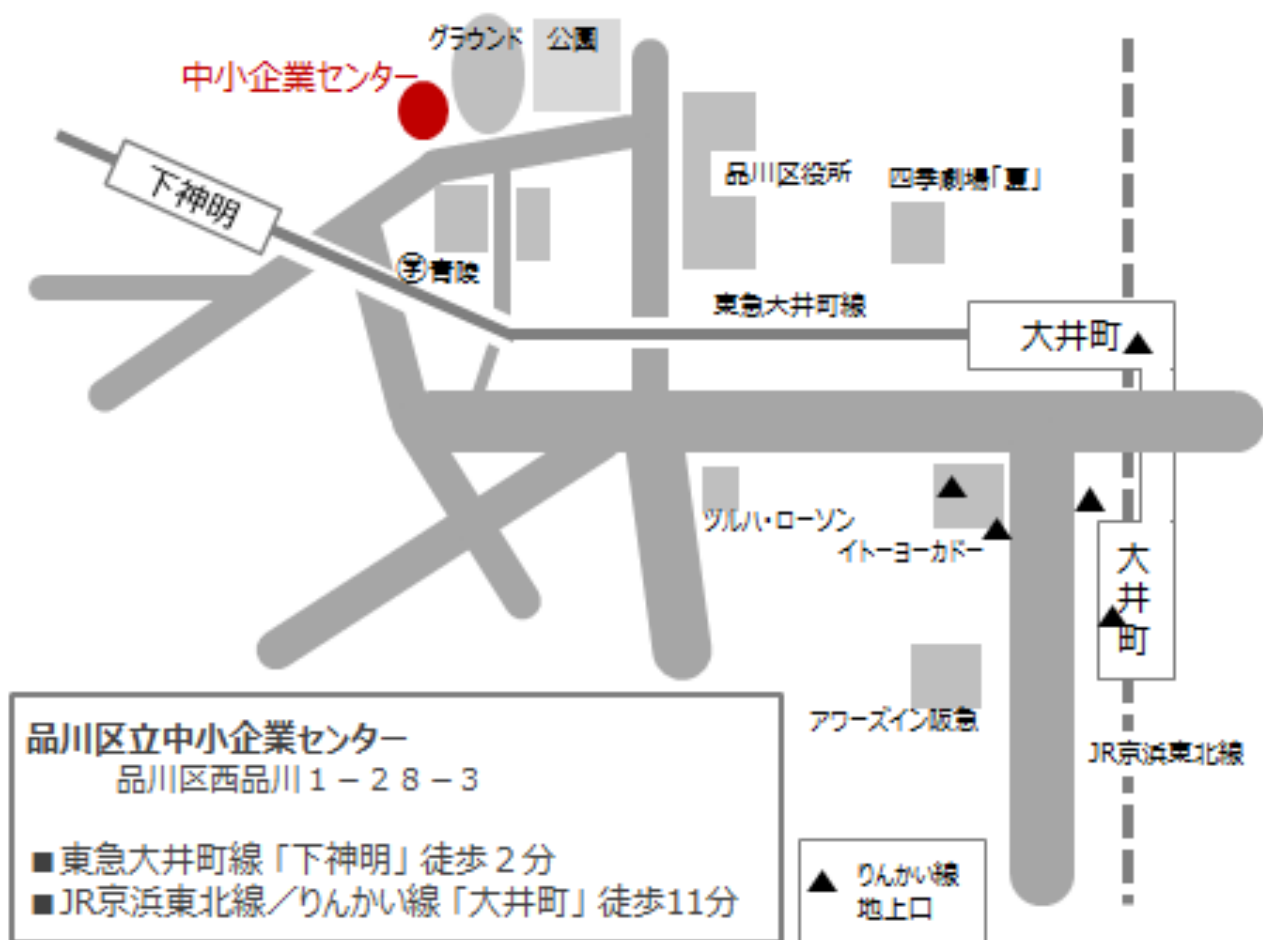 グラウンド
公園
中小企業センター
下神明
品川区役所
四季劇場「夏」
㊫青陵
東急大井町線
大井町
ツルハ・ローソン
イトーヨーカドー
大井町
アワーズイン阪急
JR京浜東北線
品川区立中小企業センター
品川区西品川１－２８－３
■東急大井町線「下神明」徒歩２分
■JR京浜東北線／りんかい線「大井町」徒歩11分
▲ りんかい線
地上口